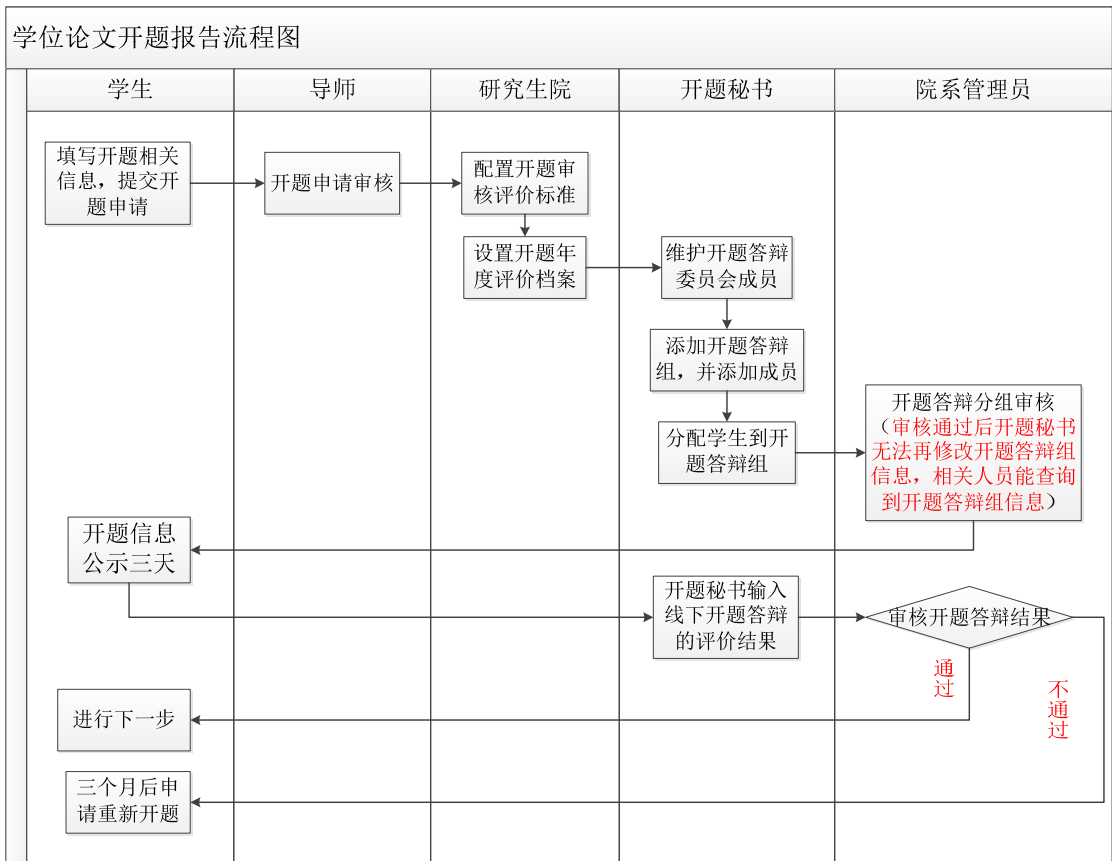 学位论文开题报告流程图
学生
导师
研究生院
开题秘书
院系管理员
填写开题相关
信息，提交开
题申请
开题申请审核
配置开题审
核评价标准
设置开题年
度评价档案
维护开题答辩
委员会成员
添加开题答辩
组，并添加成员
分配学生到开
题答辩组
开题答辩分组审核
（审核通过后开题秘书
无法再修改开题答辩组
信息，相关人员能查询
到开题答辩组信息）
开题信息
公示三天
开题秘书输入
线下开题答辩
的评价结果
审核开题答辩结果
通过
不通过
进行下一步
三个月后申
请重新开题